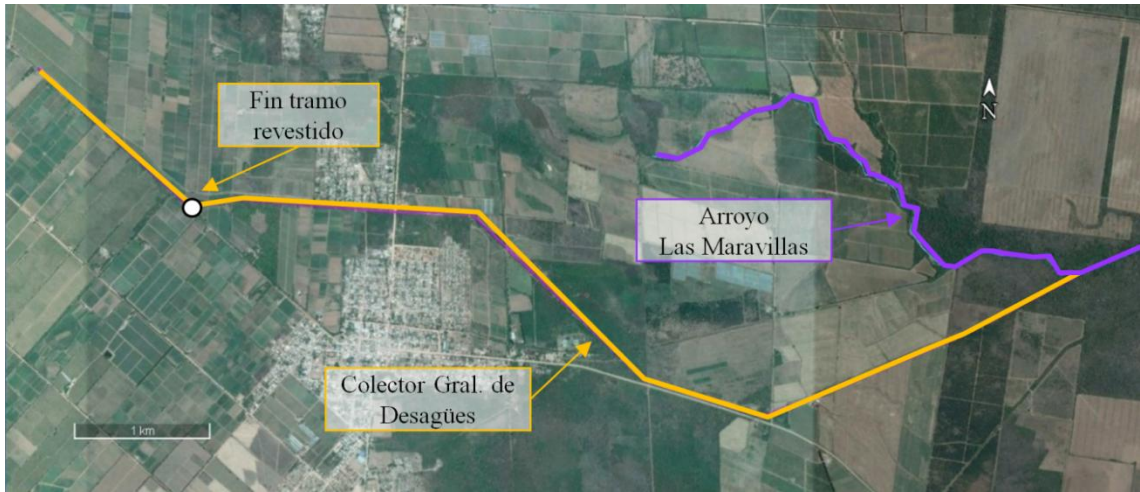 Fin tramo
revestido
N
Arroyo
Las Maravillas
Colector Gral. de
Desagües
1 km